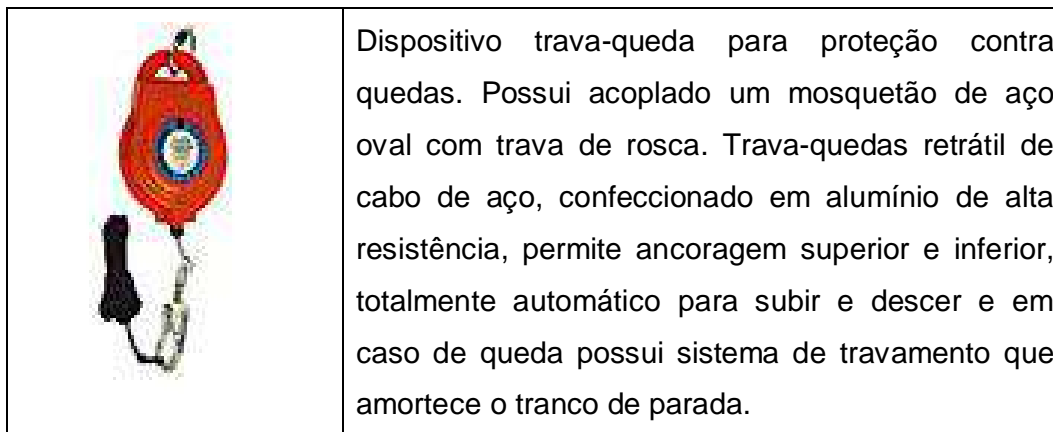 Dispositivo trava-queda para proteção contra
quedas. Possui acoplado um mosquetão de aço
oval com trava de rosca. Trava-quedas retrátil de
cabo de aço, confeccionado em alumínio de alta
resistência, permite ancoragem superior e inferior,
totalmente automático para subir e descer e em
caso de queda possui sistema de travamento que
amortece o tranco de parada.